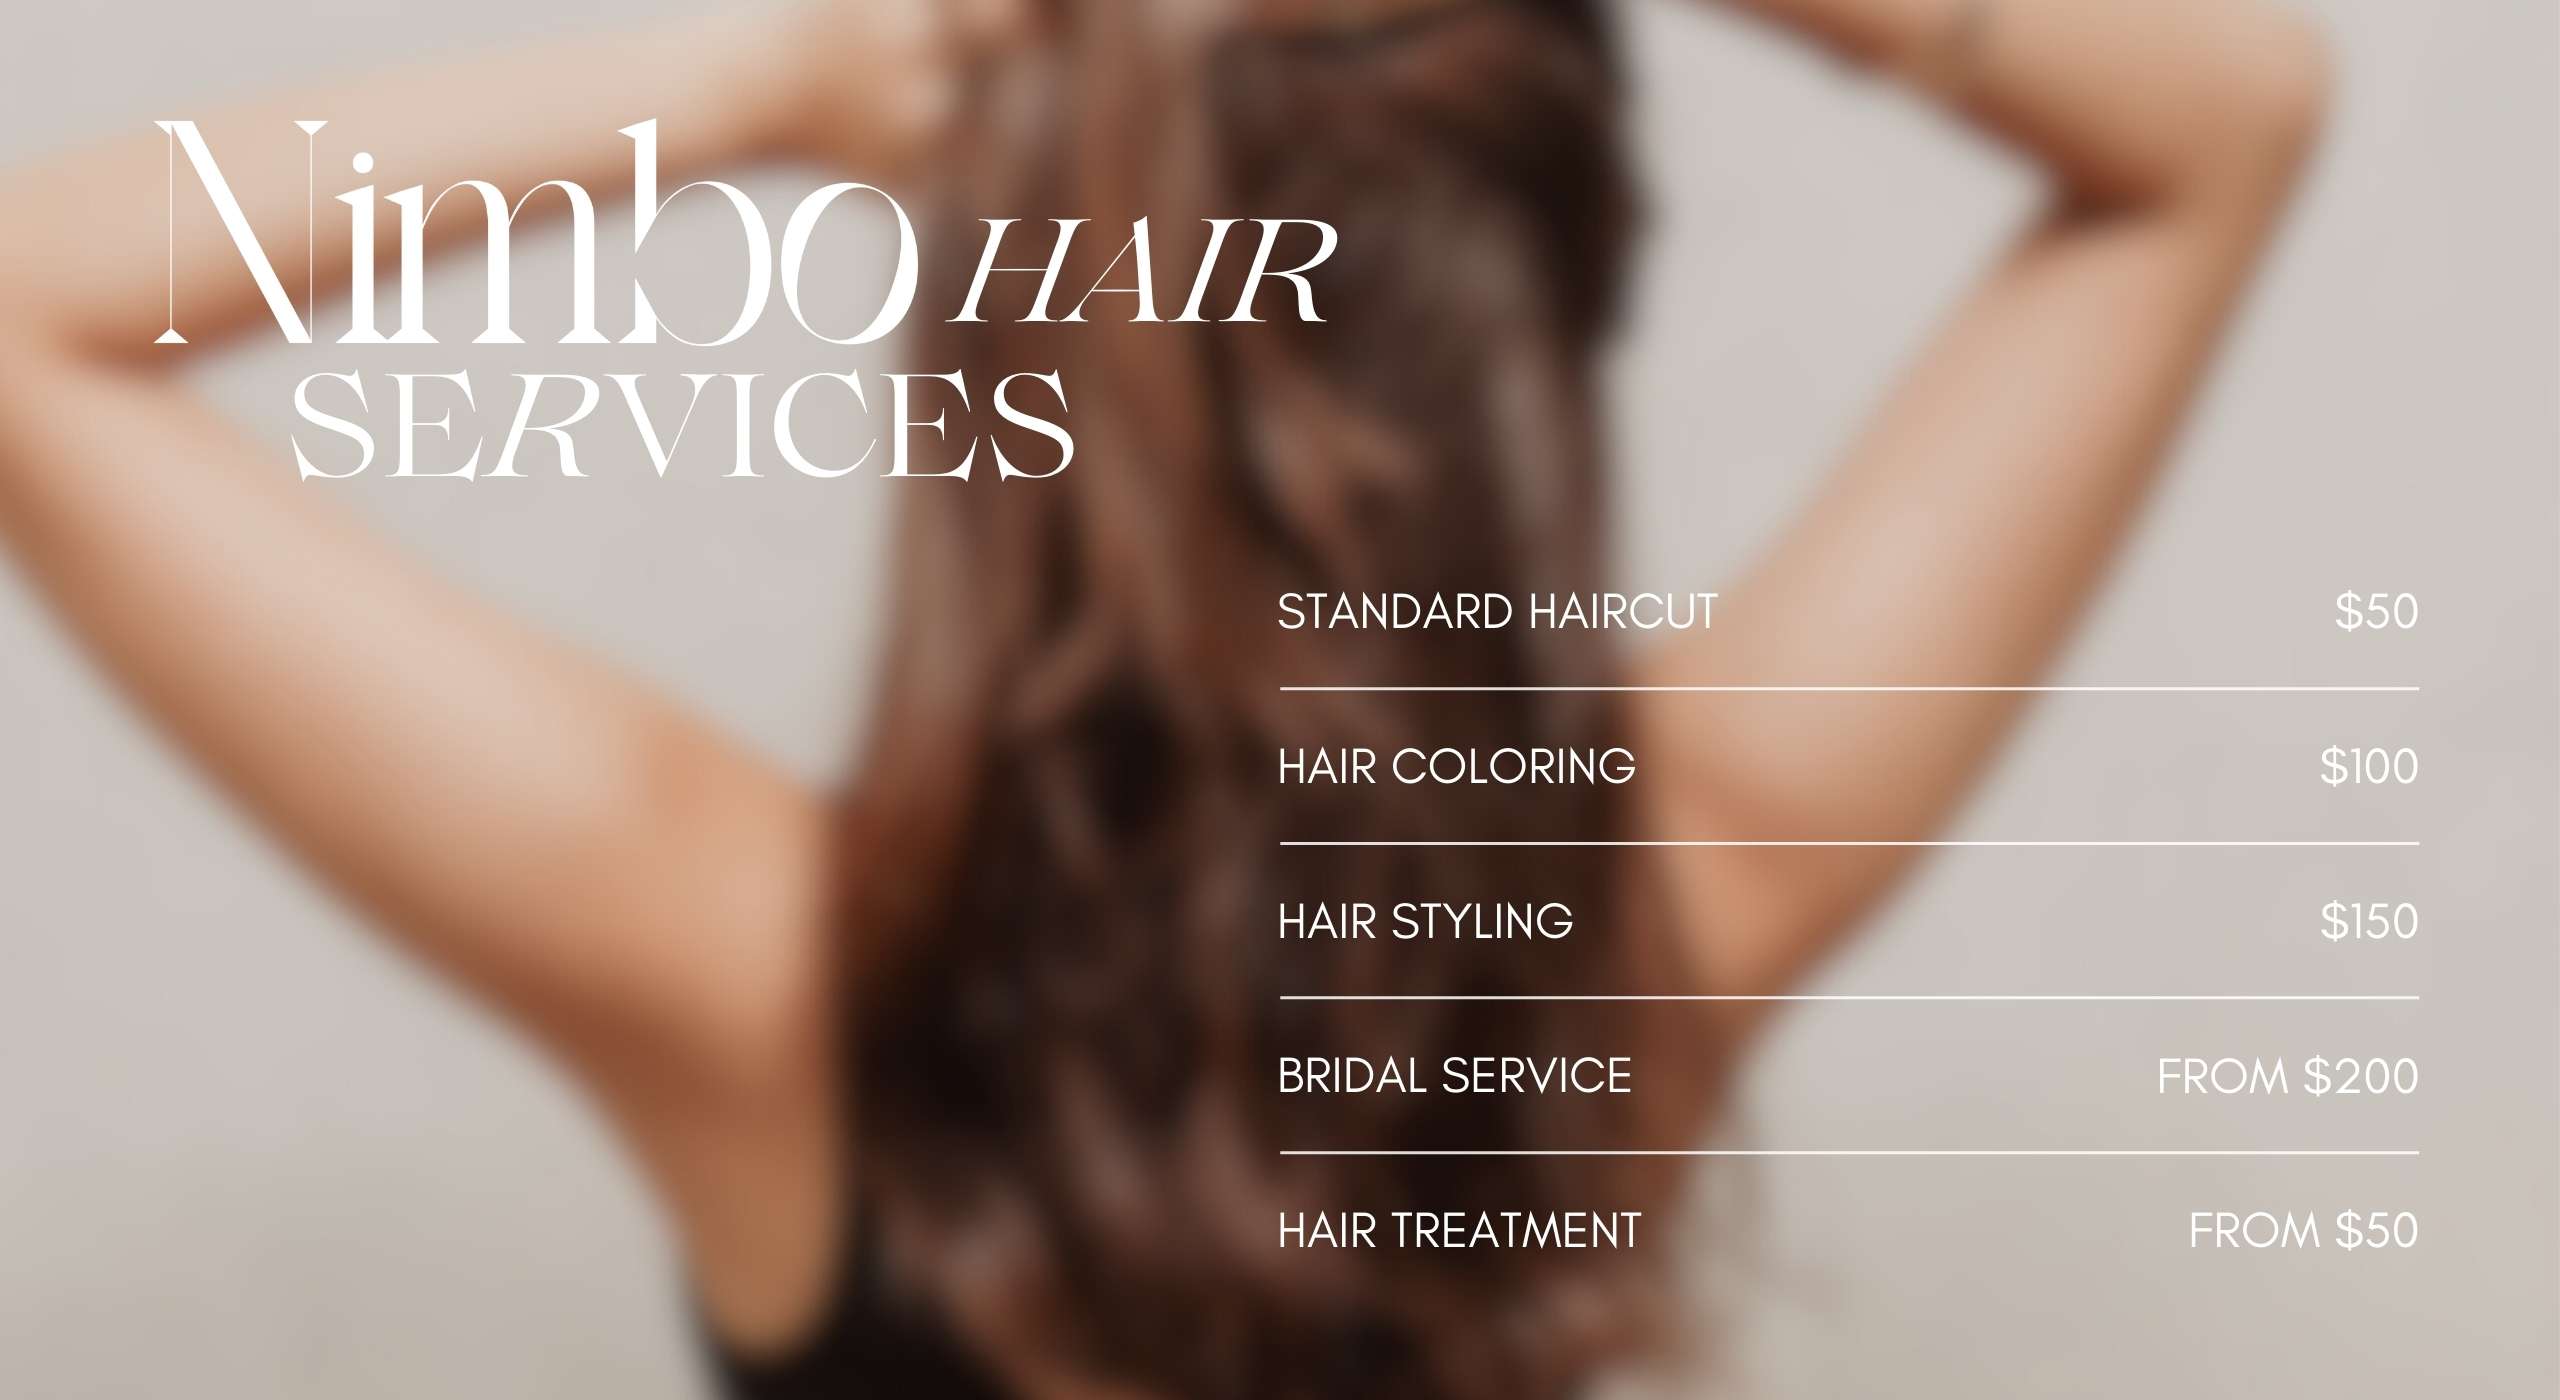 Nimbo HAIR
SERVICES
STANDARD HAIRCUT $50
HAIR COLORING $100
HAIR STYLING $150
BRIDAL SERVICE FROM $200
HAIR TREATMENT FROM $50